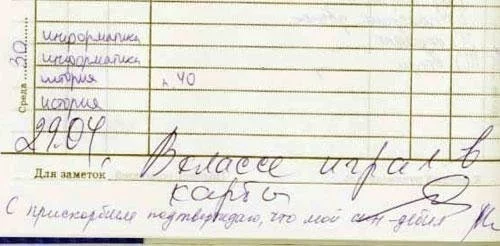 Среда 30
информатика
информатика
история п.40
история
29.04
Для заметок В классе играл в
карты
С прискорбием подтверждаю, что мой сын - дебил